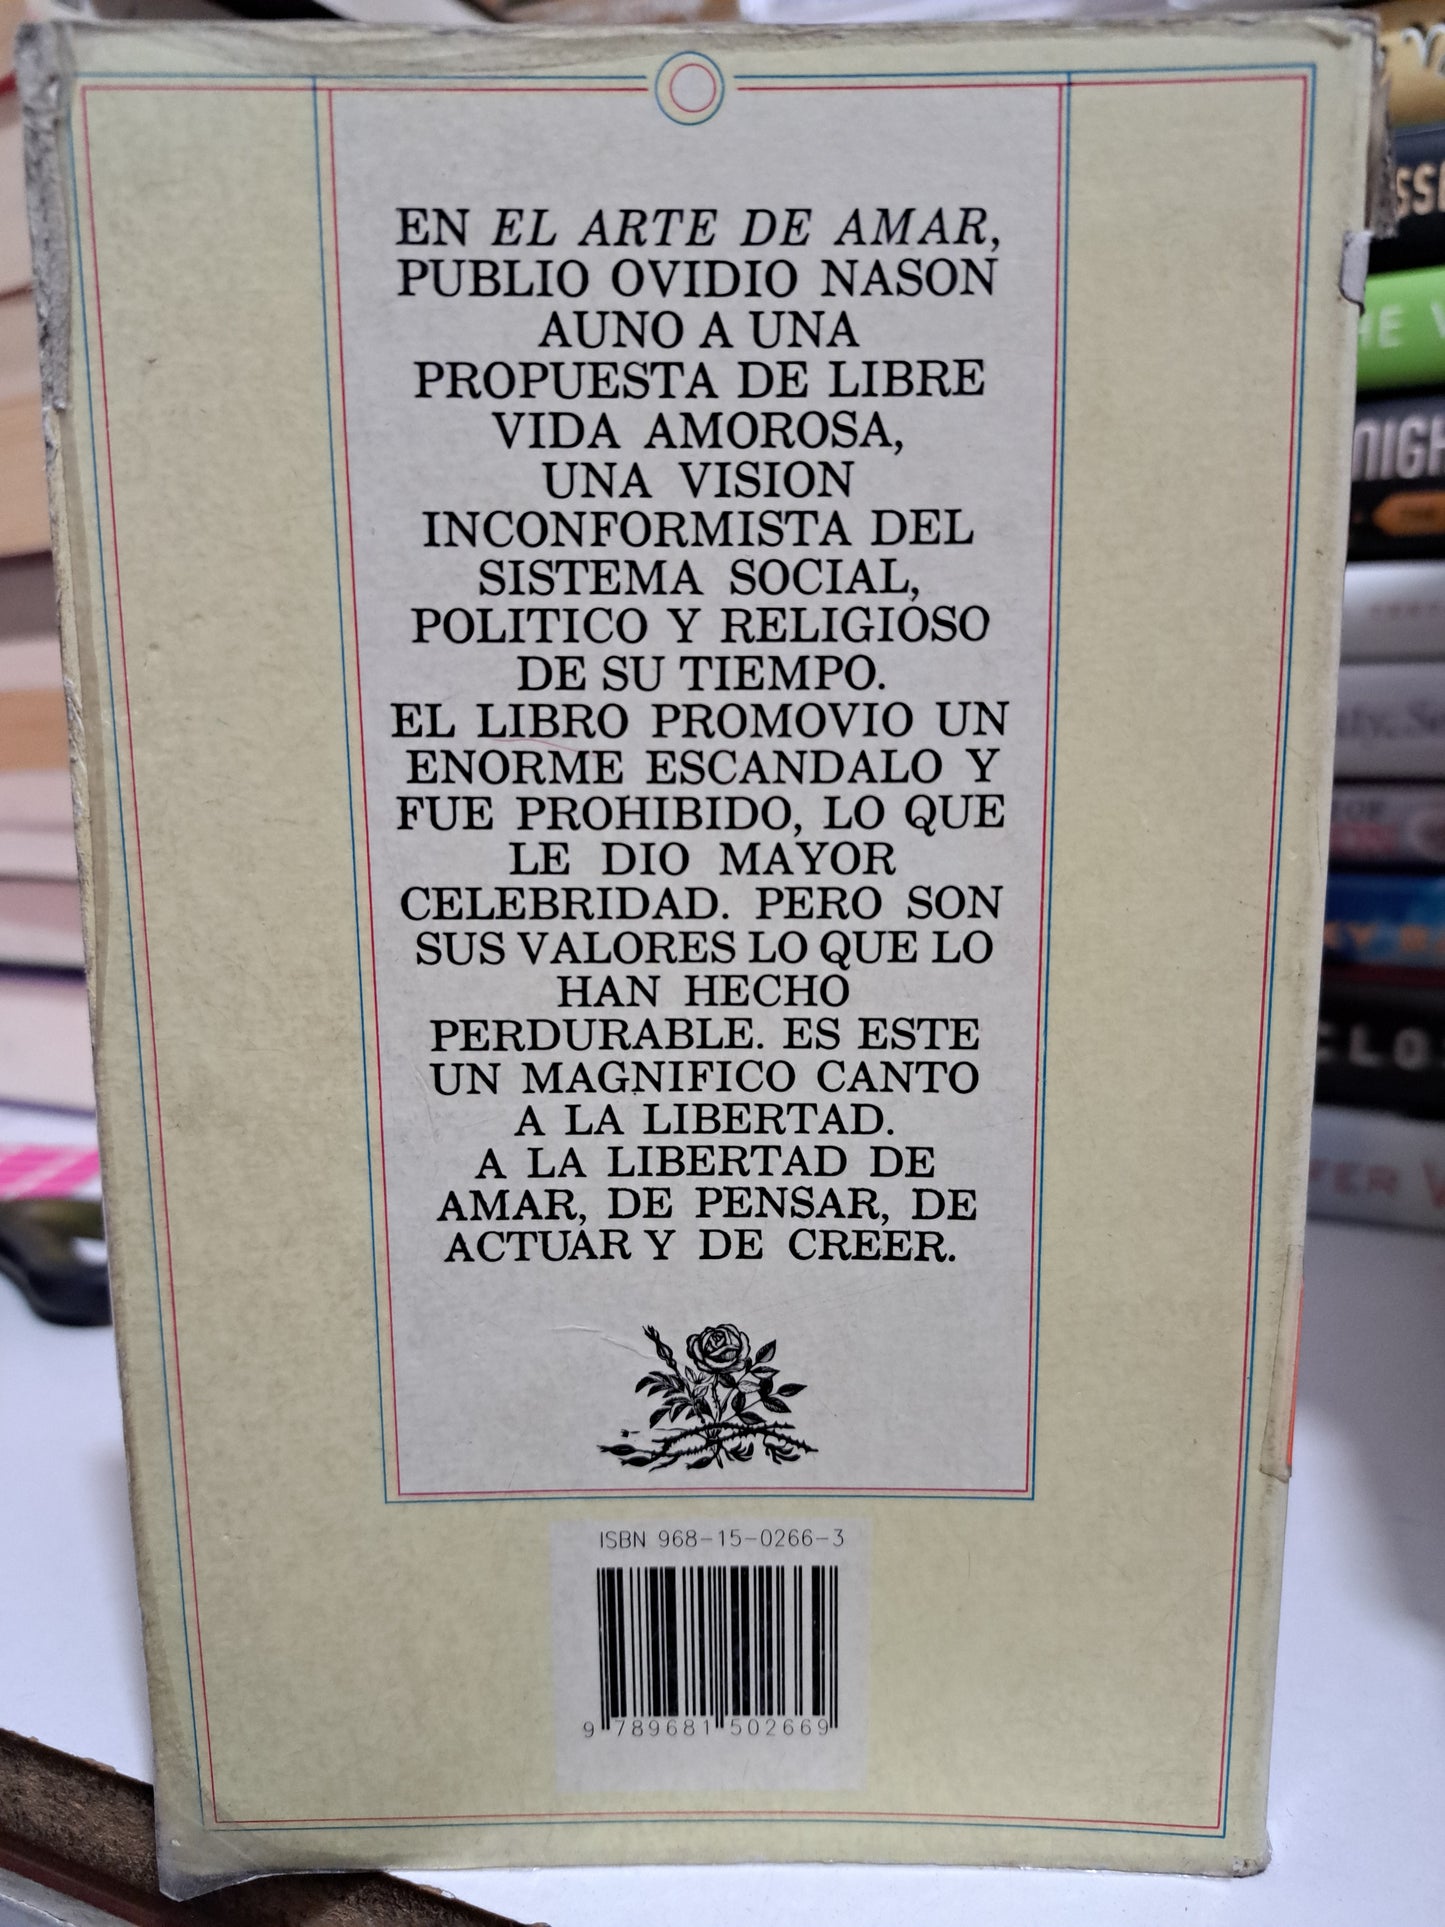 EN EL ARTE DE AMAR,
PUBLIO OVIDIO NASON
AUNO A UNA
PROPUESTA DE LIBRE
VIDA AMOROSA,
UNA VISION
INCONFORMISTA DEL
SISTEMA SOCIAL,
POLITICO Y RELIGIOSO
DE SU TIEMPO.
EL LIBRO PROMOVIO UN
ENORME ESCANDALO Y
FUE PROHIBIDO, LO QUE
LE DIO MAYOR
CELEBRIDAD. PERO SON
SUS VALORES LO QUE LO
HAN HECHO
PERDURABLE. ES ESTE
UN MAGNIFICO CANTO
A LA LIBERTAD.
A LA LIBERTAD DE
AMAR, DE PENSAR, DE
ACTUAR Y DE CREER.
ISBN 968-15-0266-3
9 789681 502669